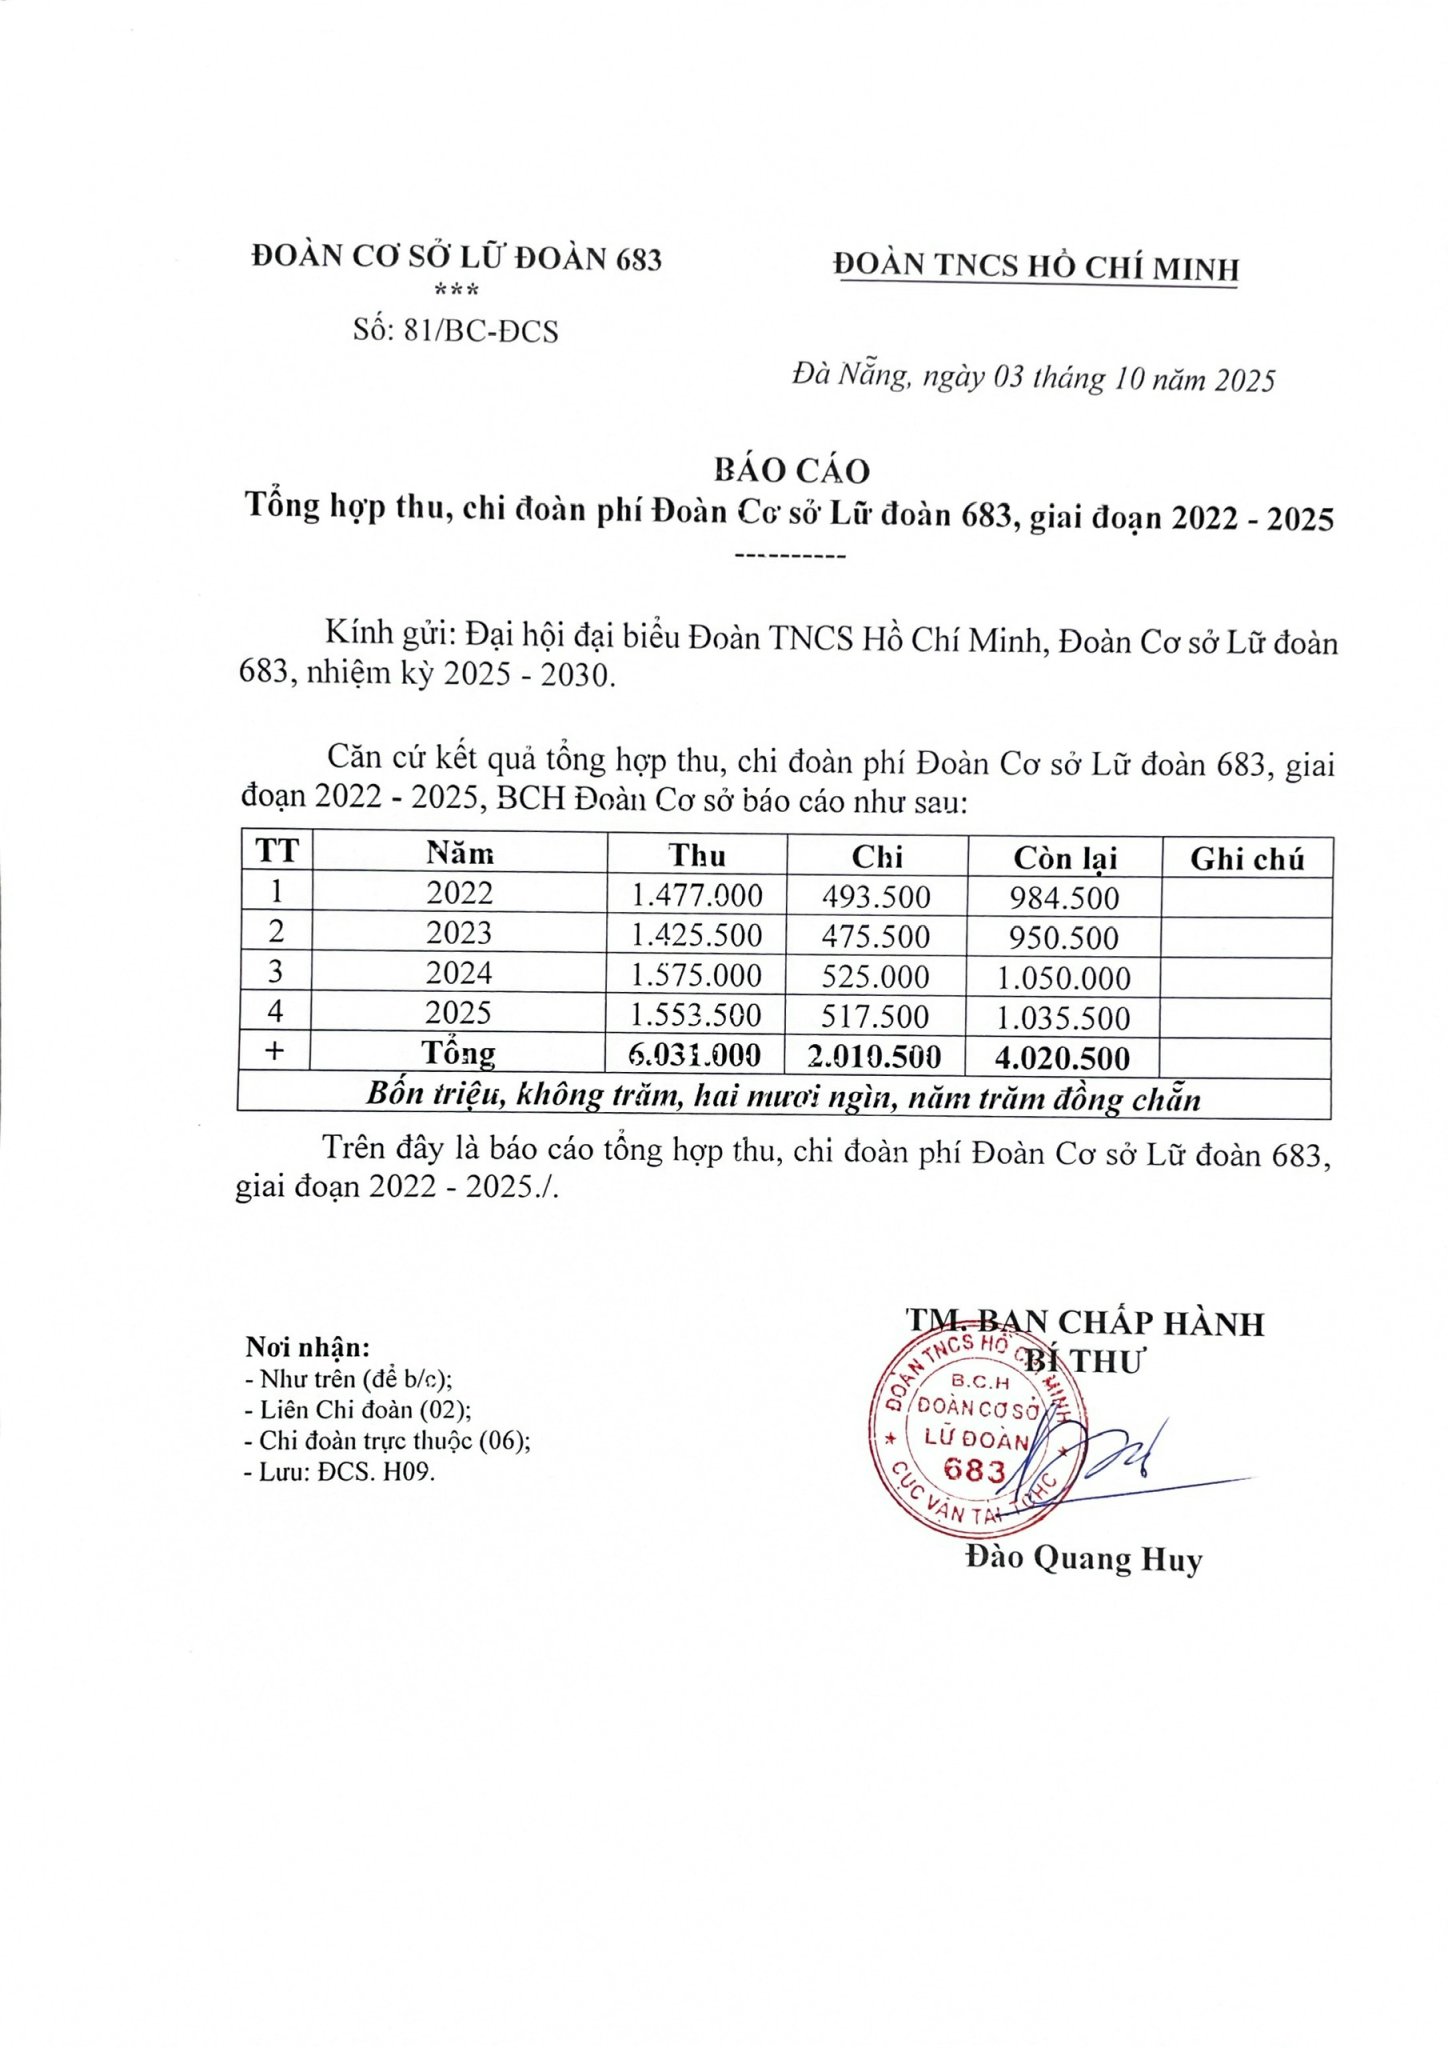 ĐOÀN CƠ SỞ LỮ ĐOÀN 683
***
Số: 81/BC-ĐCS
ĐOÀN TNCS HỒ CHÍ MINH
Đà Nẵng, ngày 03 tháng 10 năm 2025
BÁO CÁO
Tổng hợp thu, chi đoàn phí Đoàn Cơ sở Lữ đoàn 683, giai đoạn 2022 - 2025
----------
Kính gửi: Đại hội đại biểu Đoàn TNCS Hồ Chí Minh, Đoàn Cơ sở Lữ đoàn
683, nhiệm kỳ 2025 - 2030.
Căn cứ kết quả tổng hợp thu, chi đoàn phí Đoàn Cơ sở Lữ đoàn 683, giai
đoạn 2022 - 2025, BCH Đoàn Cơ sở báo cáo như sau:
TT Năm Thu Chi Còn lại Ghi chú
1 2022 1.477.000 493.500 984.500
2 2023 1.425.500 475.500 950.500
3 2024 1.575.000 525.000 1.050.000
4 2025 1.553.500 517.500 1.035.500
+ Tổng 6.031.000 2.010.500 4.020.500
Bốn triệu, không trăm, hai mươi ngìn, năm trăm đồng chẵn
Trên đây là báo cáo tổng hợp thu, chi đoàn phí Đoàn Cơ sở Lữ đoàn 683,
giai đoạn 2022 - 2025./.
Nơi nhận:
- Như trên (để b/c);
- Liên Chi đoàn (02);
- Chi đoàn trực thuộc (06);
- Lưu: ĐCS. H09.
TM. BAN CHẤP HÀNH
BÍ THƯ
ĐOÀN TNCS HỒ CHÍ MINH
B.C.H
ĐOÀN CƠ SỞ
LỮ ĐOÀN
683
CỤC VẬN TẢI-TCHC
Đào Quang Huy